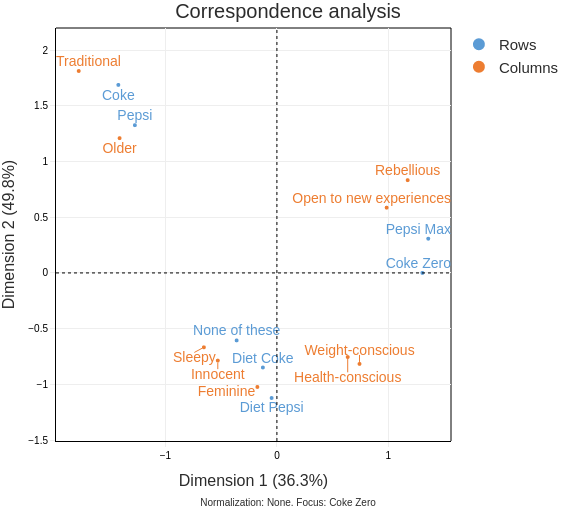 Correspondence analysis
Rows
Columns
2
1.5
1
0.5
0
−0.5
−1
−1.5
Dimension 2 (49.8%)
Traditional
Coke
Pepsi
Older
Rebellious
Open to new experiences
Pepsi Max
Coke Zero
None of these
Sleepy
Diet Coke
Weight-conscious
Innocent
Health-conscious
Feminine
Diet Pepsi
−1
0
1
Dimension 1 (36.3%)
Normalization: None. Focus: Coke Zero